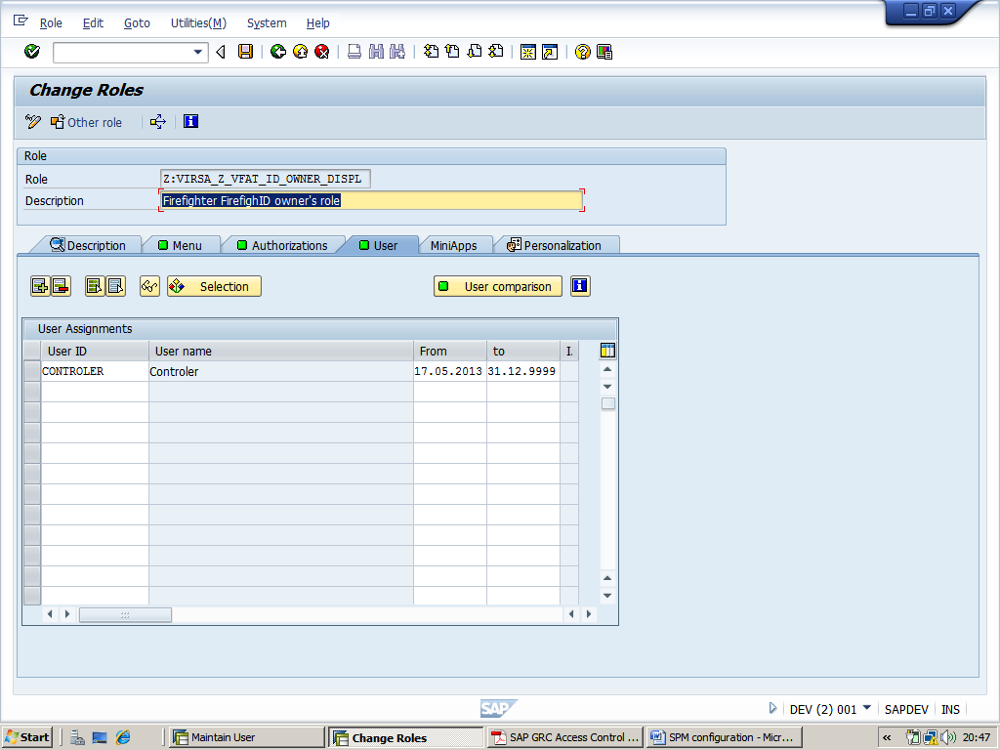 Role Edit Goto Utilities(M) System Help
Change Roles
Other role
Role
Role Z:VIRSA_Z_VFAT_ID_OWNER_DISPL
Description Firefighter FirefighID owner's role
Description Menu Authorizations User MiniApps Personalization
Selection User comparison
User Assignments
User ID User name From to I.
CONTROLER Controler 17.05.2013 31.12.9999
SAP
DEV (2) 001 SAPDEV INS
Start Maintain User Change Roles SAP GRC Access Control ... SPM configuration - Micr... « 20:47